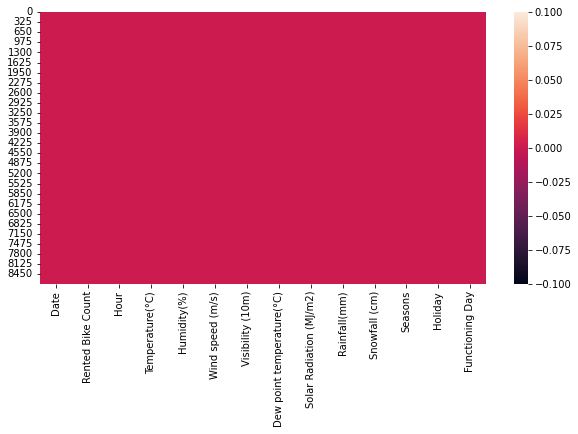 0
325
650
975
1300
1625
1950
2275
2600
2925
3250
3575
3900
4225
4550
4875
5200
5525
5850
6175
6500
6825
7150
7475
7800
8125
8450
Date
Rented Bike Count
Hour
Temperature(°C)
Humidity(%)
Wind speed (m/s)
Visibility (10m)
Dew point temperature(°C)
Solar Radiation (MJ/m2)
Rainfall(mm)
Snowfall (cm)
Seasons
Holiday
Functioning Day
0.100
0.075
0.050
0.025
0.000
−0.025
−0.050
−0.075
−0.100